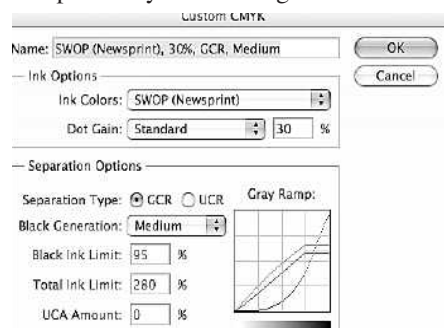 Custom CMYK
Name: SWOP (Newsprint), 30%, GCR, Medium
OK
Cancel
Ink Options
Ink Colors: SWOP (Newsprint)
Dot Gain: Standard 30 %
Separation Options
Separation Type: GCR UCR Gray Ramp:
Black Generation: Medium
Black Ink Limit: 95 %
Total Ink Limit: 280 %
UCA Amount: 0 %